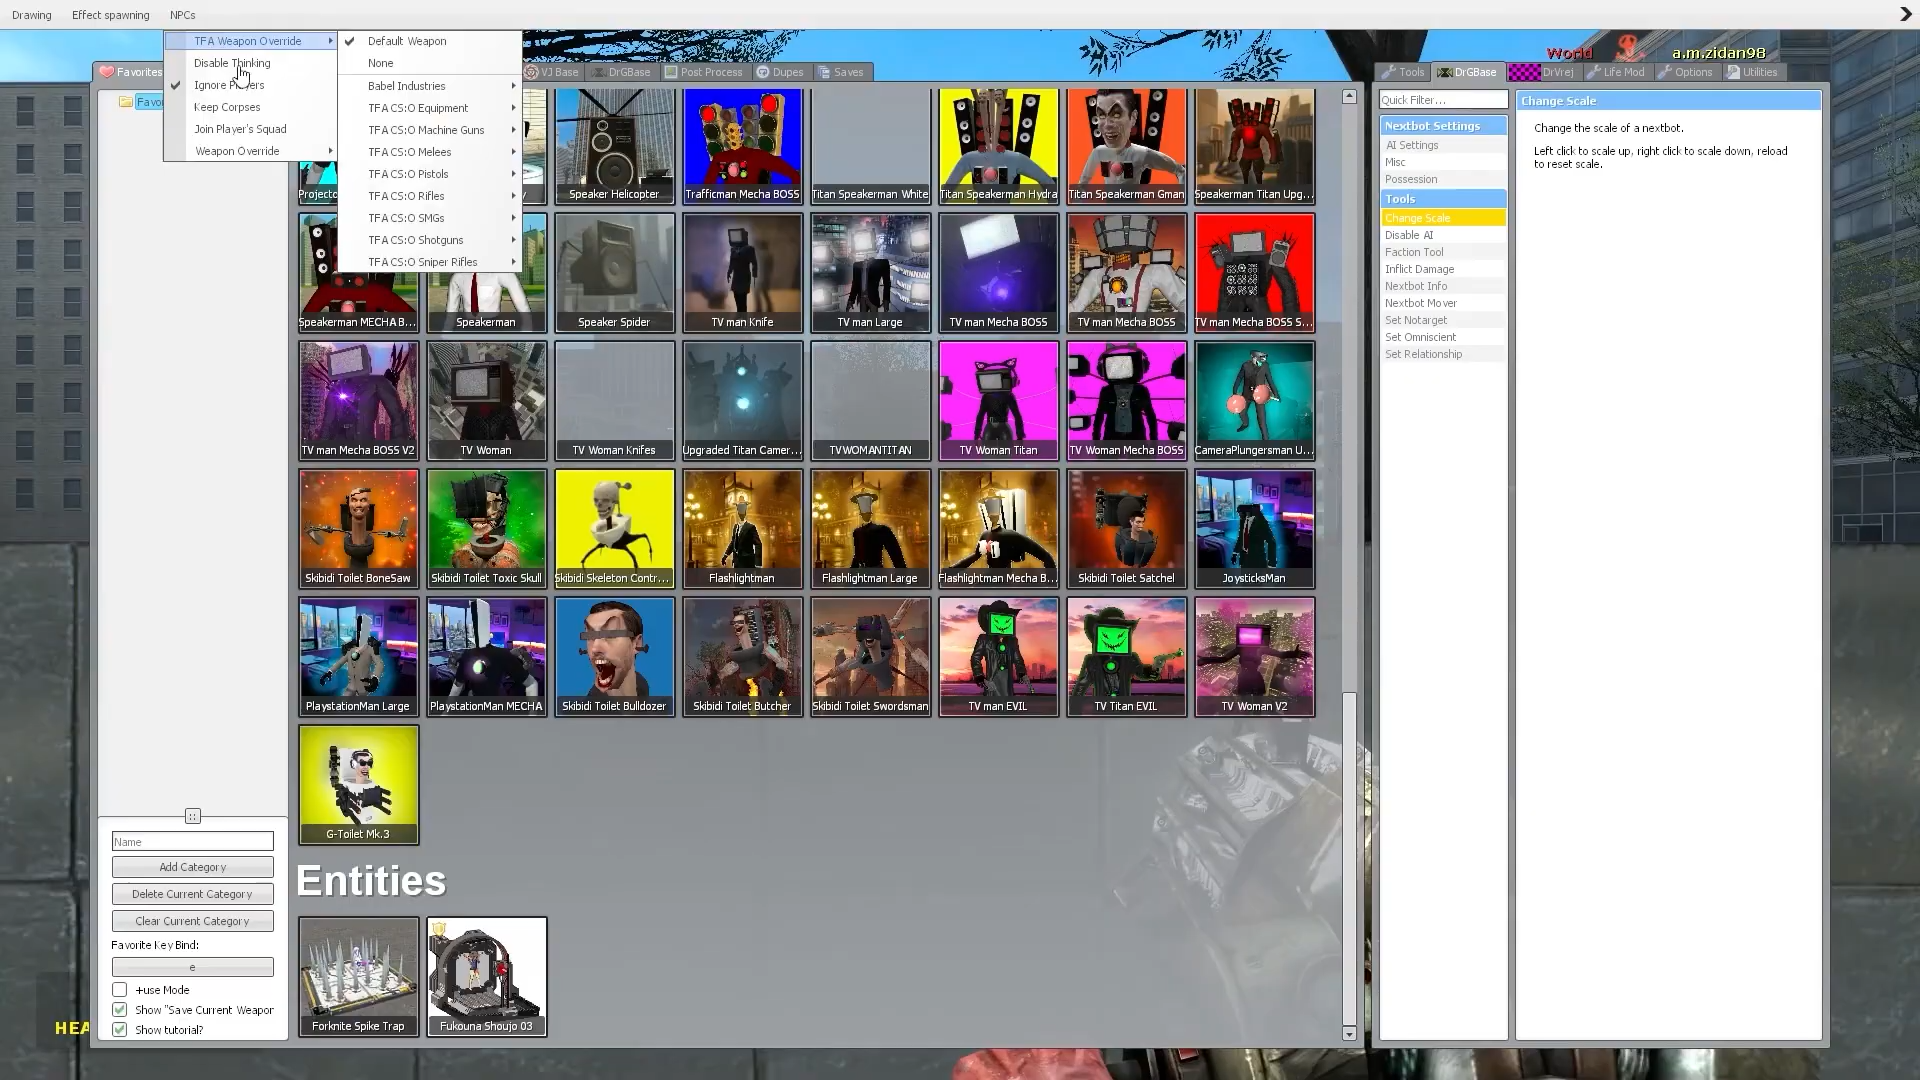 Drawing
Effect spawning
NPCs
TFA Weapon Override
Disable Thinking
Ignore Players
Keep Corpses
Join Player's Squad
Weapon Override
Default Weapon
None
Babel Industries
TFA CS:O Equipment
TFA CS:O Machine Guns
TFA CS:O Melees
TFA CS:O Pistols
TFA CS:O Rifles
TFA CS:O SMGs
TFA CS:O Shotguns
TFA CS:O Sniper Rifles
World
a.m.zidan98
Favorites
VJ Base
DrGBase
Post Process
Dupes
Saves
Tools
DrGBase
DrVrej
Life Mod
Options
Utilities
Favo
Speaker Helicopter
Trafficman Mecha BOSS
Titan Speakerman White
Titan Speakerman Hydra
Titan Speakerman Gman
Speakerman Titan Upg...
Speakerman MECHA B...
Speakerman
Speaker Spider
TV man Knife
TV man Large
TV man Mecha BOSS
TV man Mecha BOSS
TV man Mecha BOSS S...
TV man Mecha BOSS V2
TV Woman
TV Woman Knifes
Upgraded Titan Camer...
TVWOMANTITAN
TV Woman Titan
TV Woman Mecha BOSS
CameraPlungersman U...
Skibidi Toilet BoneSaw
Skibidi Toilet Toxic Skull
Skibidi Skeleton Contr...
Flashlightman
Flashlightman Large
Flashlightman Mecha B...
Skibidi Toilet Satchel
JoysticksMan
PlaystationMan Large
PlaystationMan MECHA
Skibidi Toilet Bulldozer
Skibidi Toilet Butcher
Skibidi Toilet Swordsman
TV man EVIL
TV Titan EVIL
TV Woman V2
G-Toilet Mk.3
Entities
Forknite Spike Trap
Fukouna Shoujo 03
Name
Add Category
Delete Current Category
Clear Current Category
Favorite Key Bind:
e
+use Mode
Show "Save Current Weapon
Show tutorial?
HEA
Quick Filter...
Nextbot Settings
AI Settings
Misc
Possession
Tools
Change Scale
Disable AI
Faction Tool
Inflict Damage
Nextbot Info
Nextbot Mover
Set Notarget
Set Omniscient
Set Relationship
Change Scale
Change the scale of a nextbot.
Left click to scale up, right click to scale down, reload
to reset scale.